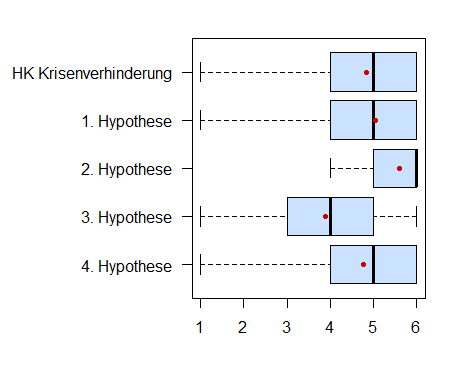 HK Krisenverhinderung
1. Hypothese
2. Hypothese
3. Hypothese
4. Hypothese
1 2 3 4 5 6